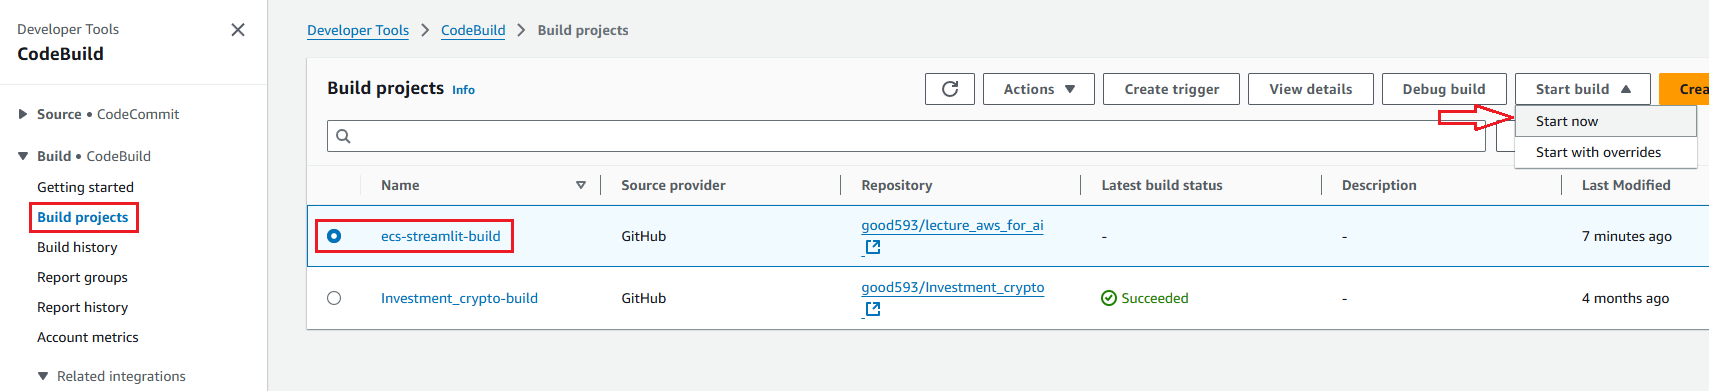 Developer Tools
CodeBuild
Source • CodeCommit
Build • CodeBuild
Getting started
Build projects
Build history
Report groups
Report history
Account metrics
Related integrations
Developer Tools > CodeBuild > Build projects
Build projects Info
Actions Create trigger View details Debug build Start build Crea
Start now
Start with overrides
Name Source provider Repository Latest build status Description Last Modified
ecs-streamlit-build GitHub good593/lecture_aws_for_ai - - 7 minutes ago
Investment_crypto-build GitHub good593/Investment_crypto Succeeded - 4 months ago